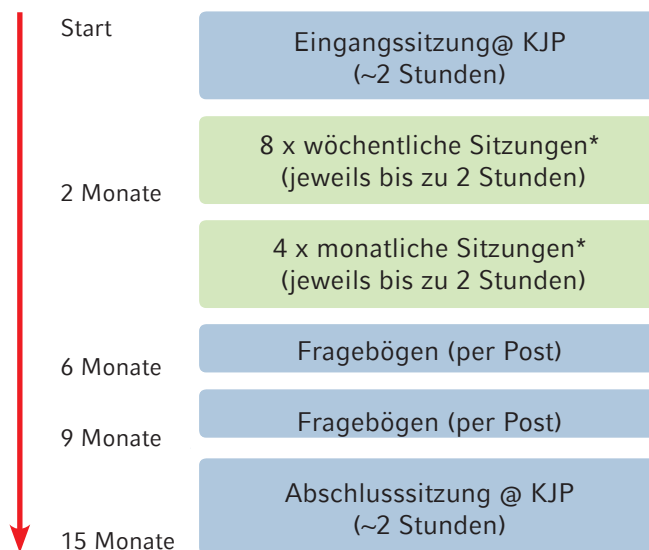 Start
Eingangssitzung@ KJP
(~2 Stunden)
8 x wöchentliche Sitzungen*
(jeweils bis zu 2 Stunden)
2 Monate
4 x monatliche Sitzungen*
(jeweils bis zu 2 Stunden)
Fragebögen (per Post)
6 Monate
Fragebögen (per Post)
9 Monate
Abschlusssitzung @ KJP
(~2 Stunden)
15 Monate